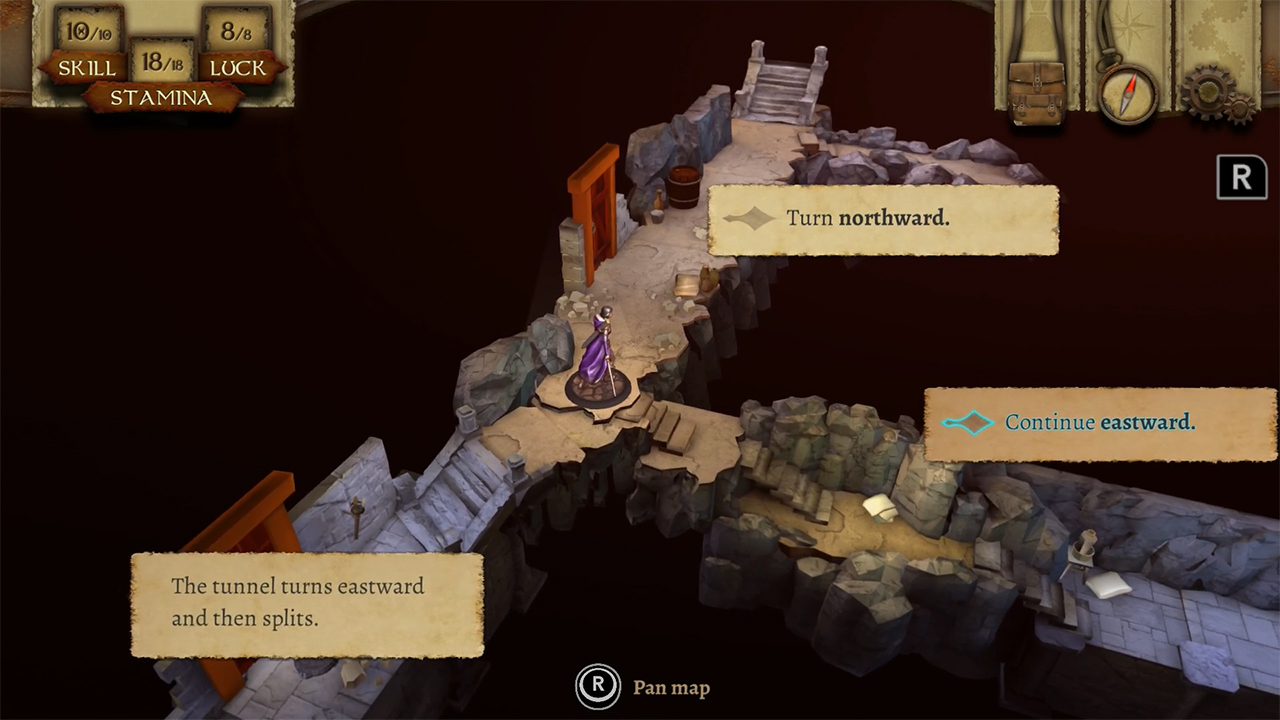 10/10
8/8
18/18
SKILL
LUCK
STAMINA
R
Turn northward.
Continue eastward.
The tunnel turns eastward
and then splits.
R Pan map